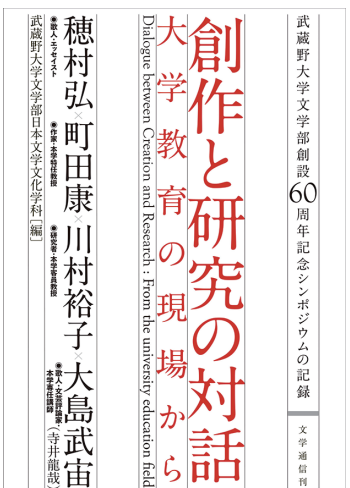 武蔵野大学文学部創設60周年記念シンポジウムの記録
文学通信刊
創作と研究の対話
大学教育の現場から
Dialogue between Creation and Research : From the university education field
穂村弘×町田康×川村裕子×大島武宙
◉歌人・エッセイスト
◉作家・本学特任教授
◉研究者・本学客員教授
◉歌人・文芸評論家・
本学専任講師
(寺井龍哉)
武蔵野大学文学部日本文学文化学科[編]